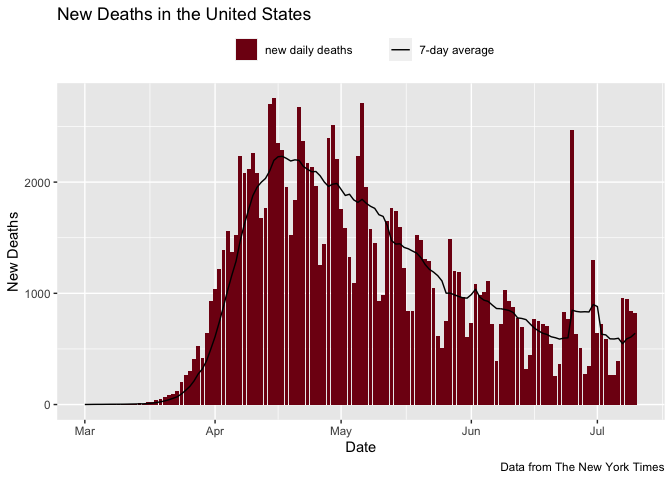 New Deaths in the United States
new daily deaths 7-day average
2000
1000
0
New Deaths
Mar Apr May Jun Jul
Date
Data from The New York Times